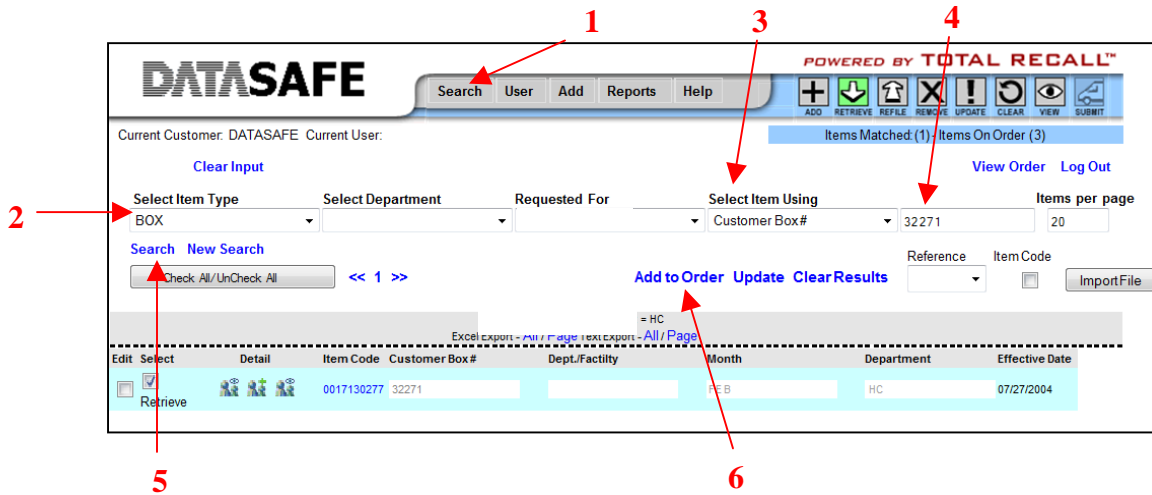 1 3 4
DATASAFE
POWERED BY TOTAL RECALL™
Search User Add Reports Help
ADD RETRIEVE REFILE REMOVE UPDATE CLEAR VIEW SUBMIT
Current Customer: DATASAFE Current User:
Items Matched:(1) - Items On Order (3)
Clear Input
View Order Log Out
Select Item Type Select Department Requested For Select Item Using Items per page
2
BOX Customer Box# 32271 20
Search New Search
Reference Item Code
Check All/UnCheck All << 1 >> Add to Order Update Clear Results Import File
= HC
Excel Export - All / Page Text Export - All / Page
Edit Select Detail Item Code Customer Box # Dept./Factilty Month Department Effective Date
Retrieve 0017130277 32271 FEB HC 07/27/2004
5 6